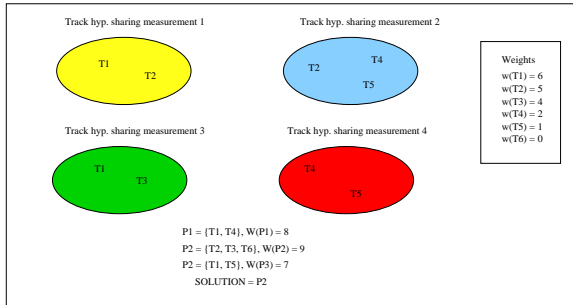 Track hyp. sharing measurement 1
Track hyp. sharing measurement 2
T1
T2
T2
T4
T5
Weights
w(T1) = 6
w(T2) = 5
w(T3) = 4
w(T4) = 2
w(T5) = 1
w(T6) = 0
Track hyp. sharing measurement 3
Track hyp. sharing measurement 4
T1
T3
T4
T5
P1 = {T1, T4}, W(P1) = 8
P2 = {T2, T3, T6}, W(P2) = 9
P2 = {T1, T5}, W(P3) = 7
SOLUTION = P2